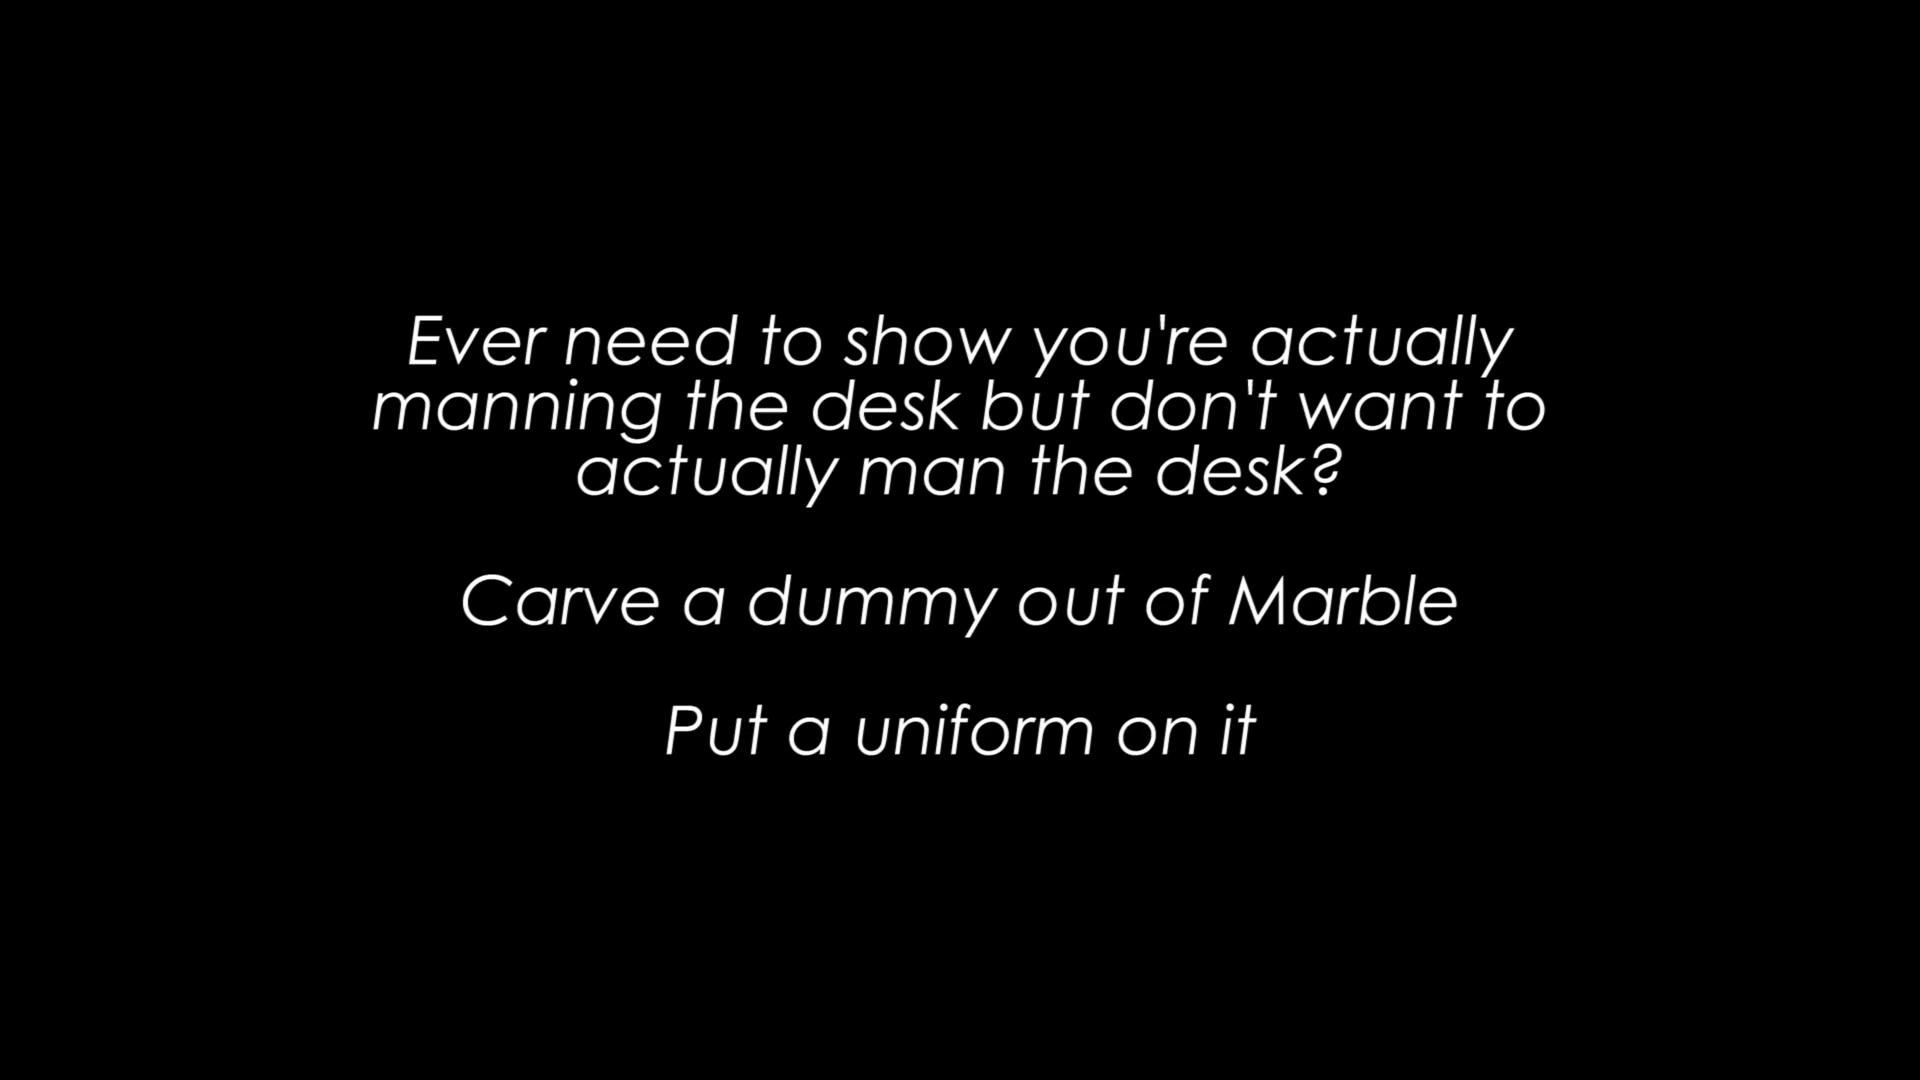 Ever need to show you're actually
manning the desk but don't want to
actually man the desk?
Carve a dummy out of Marble
Put a uniform on it